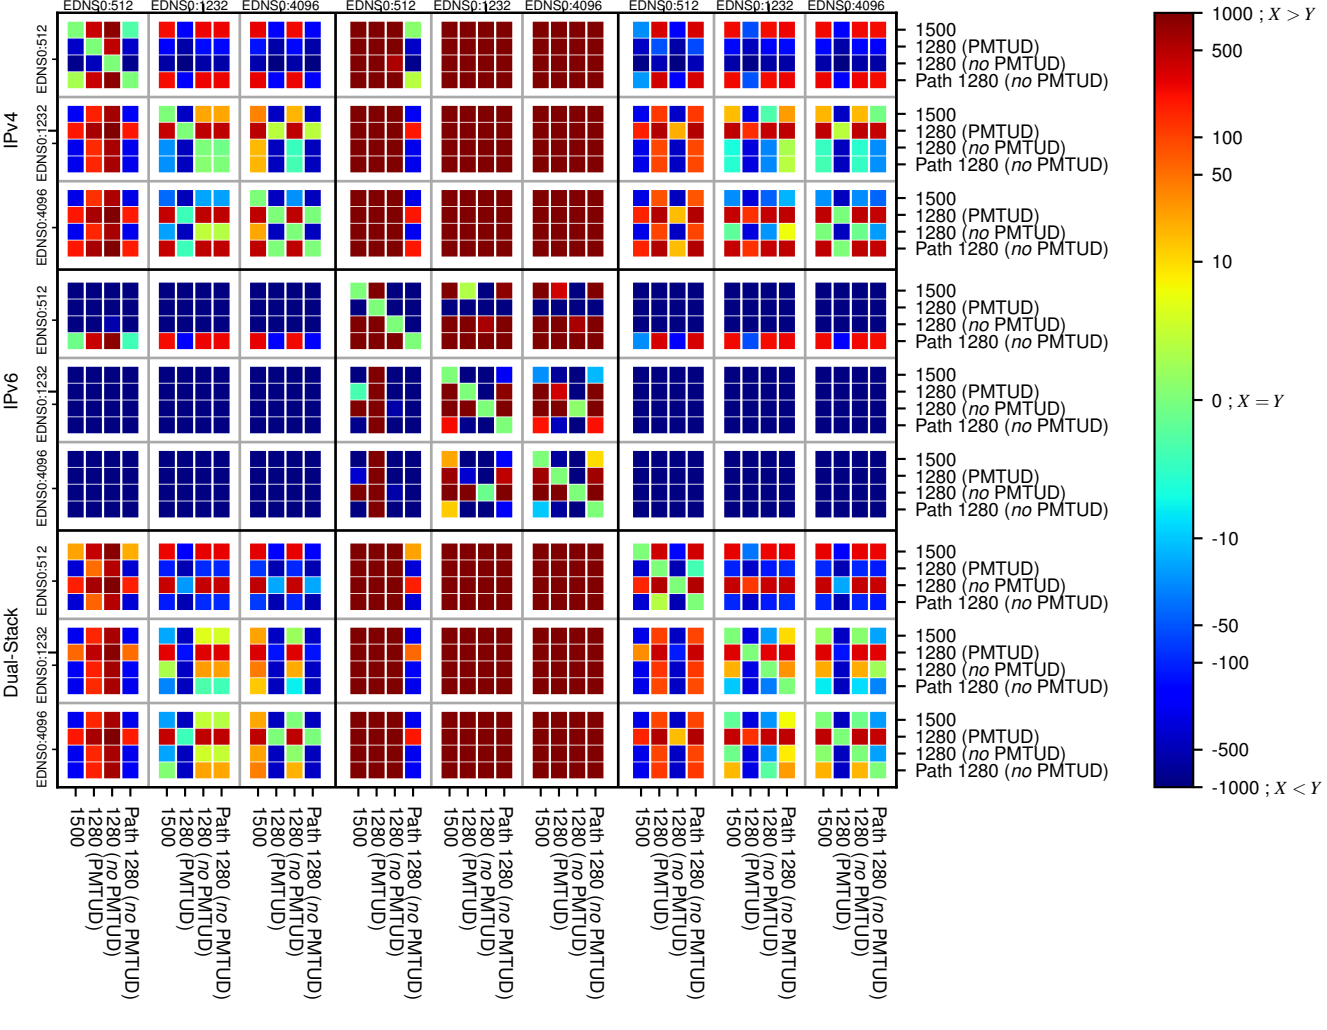 EDNS0:512 EDNS0:1232 EDNS0:4096 EDNS0:512 EDNS0:1232 EDNS0:4096 EDNS0:512 EDNS0:1232 EDNS0:4096
IPv4
EDNS0:512
1500
1280 (PMTUD)
1280 (no PMTUD)
Path 1280 (no PMTUD)
EDNS0:1232
1500
1280 (PMTUD)
1280 (no PMTUD)
Path 1280 (no PMTUD)
EDNS0:4096
1500
1280 (PMTUD)
1280 (no PMTUD)
Path 1280 (no PMTUD)
IPv6
EDNS0:512
1500
1280 (PMTUD)
1280 (no PMTUD)
Path 1280 (no PMTUD)
EDNS0:1232
1500
1280 (PMTUD)
1280 (no PMTUD)
Path 1280 (no PMTUD)
EDNS0:4096
1500
1280 (PMTUD)
1280 (no PMTUD)
Path 1280 (no PMTUD)
Dual-Stack
EDNS0:512
1500
1280 (PMTUD)
1280 (no PMTUD)
Path 1280 (no PMTUD)
EDNS0:1232
1500
1280 (PMTUD)
1280 (no PMTUD)
Path 1280 (no PMTUD)
EDNS0:4096
1500
1280 (PMTUD)
1280 (no PMTUD)
Path 1280 (no PMTUD)
1500
1280 (PMTUD)
1280 (no PMTUD)
Path 1280 (no PMTUD)
1500
1280 (PMTUD)
1280 (no PMTUD)
Path 1280 (no PMTUD)
1500
1280 (PMTUD)
1280 (no PMTUD)
Path 1280 (no PMTUD)
1500
1280 (PMTUD)
1280 (no PMTUD)
Path 1280 (no PMTUD)
1500
1280 (PMTUD)
1280 (no PMTUD)
Path 1280 (no PMTUD)
1500
1280 (PMTUD)
1280 (no PMTUD)
Path 1280 (no PMTUD)
1500
1280 (PMTUD)
1280 (no PMTUD)
Path 1280 (no PMTUD)
1500
1280 (PMTUD)
1280 (no PMTUD)
Path 1280 (no PMTUD)
1500
1280 (PMTUD)
1280 (no PMTUD)
Path 1280 (no PMTUD)
1000 ; X > Y
500
100
50
10
0 ; X = Y
-10
-50
-100
-500
-1000 ; X < Y